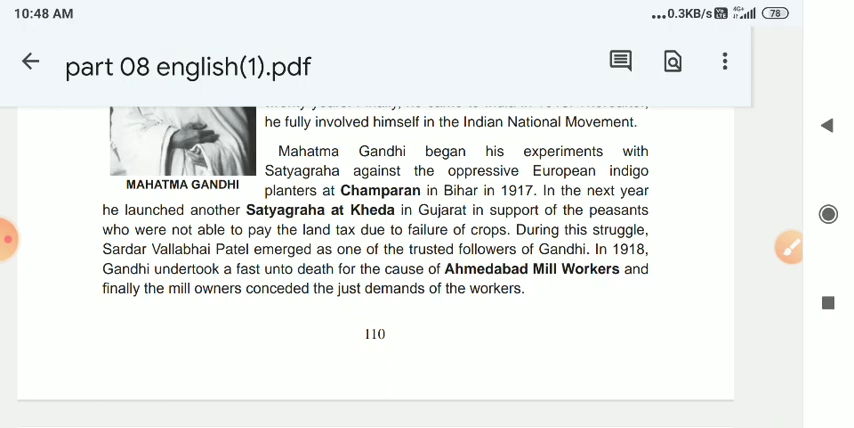 10:48 AM
...0.3KB/s 4G+ 78
part 08 english(1).pdf
he fully involved himself in the Indian National Movement.
Mahatma Gandhi began his experiments with
Satyagraha against the oppressive European indigo
MAHATMA GANDHI
planters at Champaran in Bihar in 1917. In the next year
he launched another Satyagraha at Kheda in Gujarat in support of the peasants
who were not able to pay the land tax due to failure of crops. During this struggle,
Sardar Vallabhai Patel emerged as one of the trusted followers of Gandhi. In 1918,
Gandhi undertook a fast unto death for the cause of Ahmedabad Mill Workers and
finally the mill owners conceded the just demands of the workers.
110